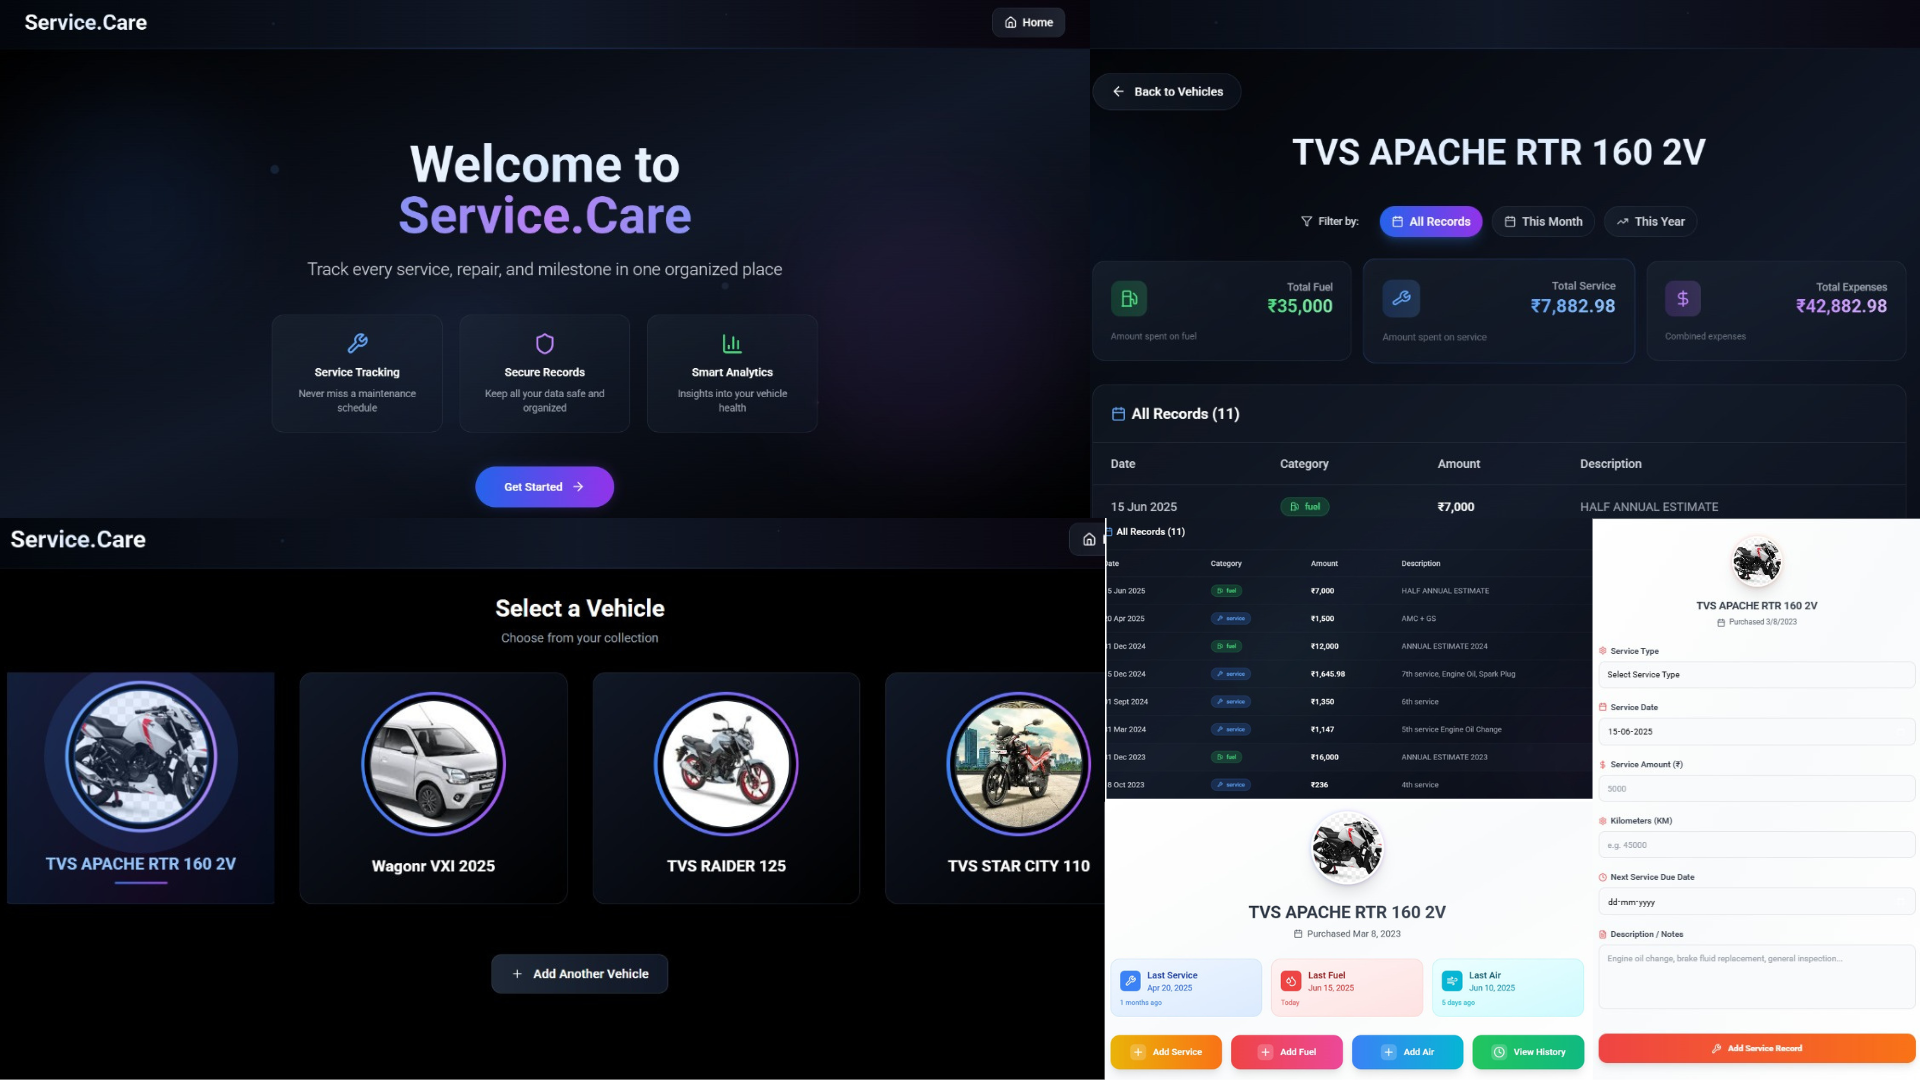 Service.Care
Home
Welcome to
Service.Care
Track every service, repair, and milestone in one organized place
Service Tracking
Never miss a maintenance
schedule
Secure Records
Keep all your data safe and
organized
Smart Analytics
Insights into your vehicle
health
Get Started
Back to Vehicles
TVS APACHE RTR 160 2V
Filter by:
All Records
This Month
This Year
Total Fuel
₹35,000
Amount spent on fuel
Total Service
₹7,882.98
Amount spent on service
Total Expenses
₹42,882.98
Combined expenses
All Records (11)
Date Category Amount Description
15 Jun 2025 fuel ₹7,000 HALF ANNUAL ESTIMATE
Service.Care
Select a Vehicle
Choose from your collection
TVS APACHE RTR 160 2V
Wagonr VXI 2025
TVS RAIDER 125
TVS STAR CITY 110
Add Another Vehicle
All Records (11)
Category Amount Description
5 Jun 2025 fuel ₹7,000 HALF ANNUAL ESTIMATE
0 Apr 2025 service ₹1,500 AMC + GS
1 Dec 2024 fuel ₹12,000 ANNUAL ESTIMATE 2024
5 Dec 2024 service ₹1,645.98 7th service, Engine Oil, Spark Plug
1 Sept 2024 service ₹1,350 6th service
1 Mar 2024 service ₹1,147 5th service Engine Oil Change
1 Dec 2023 fuel ₹16,000 ANNUAL ESTIMATE 2023
8 Oct 2023 service ₹236 4th service
TVS APACHE RTR 160 2V
Purchased Mar 8, 2023
Last Service
Apr 20, 2025
1 months ago
Last Fuel
Jun 15, 2025
Today
Last Air
Jun 10, 2025
5 days ago
Add Service
Add Fuel
Add Air
View History
TVS APACHE RTR 160 2V
Purchased 3/8/2023
Service Type
Select Service Type
Service Date
15-06-2025
Service Amount (₹)
5000
Kilometers (KM)
e.g. 45000
Next Service Due Date
dd-mm-yyyy
Description / Notes
Engine oil change, brake fluid replacement, general inspection...
Add Service Record